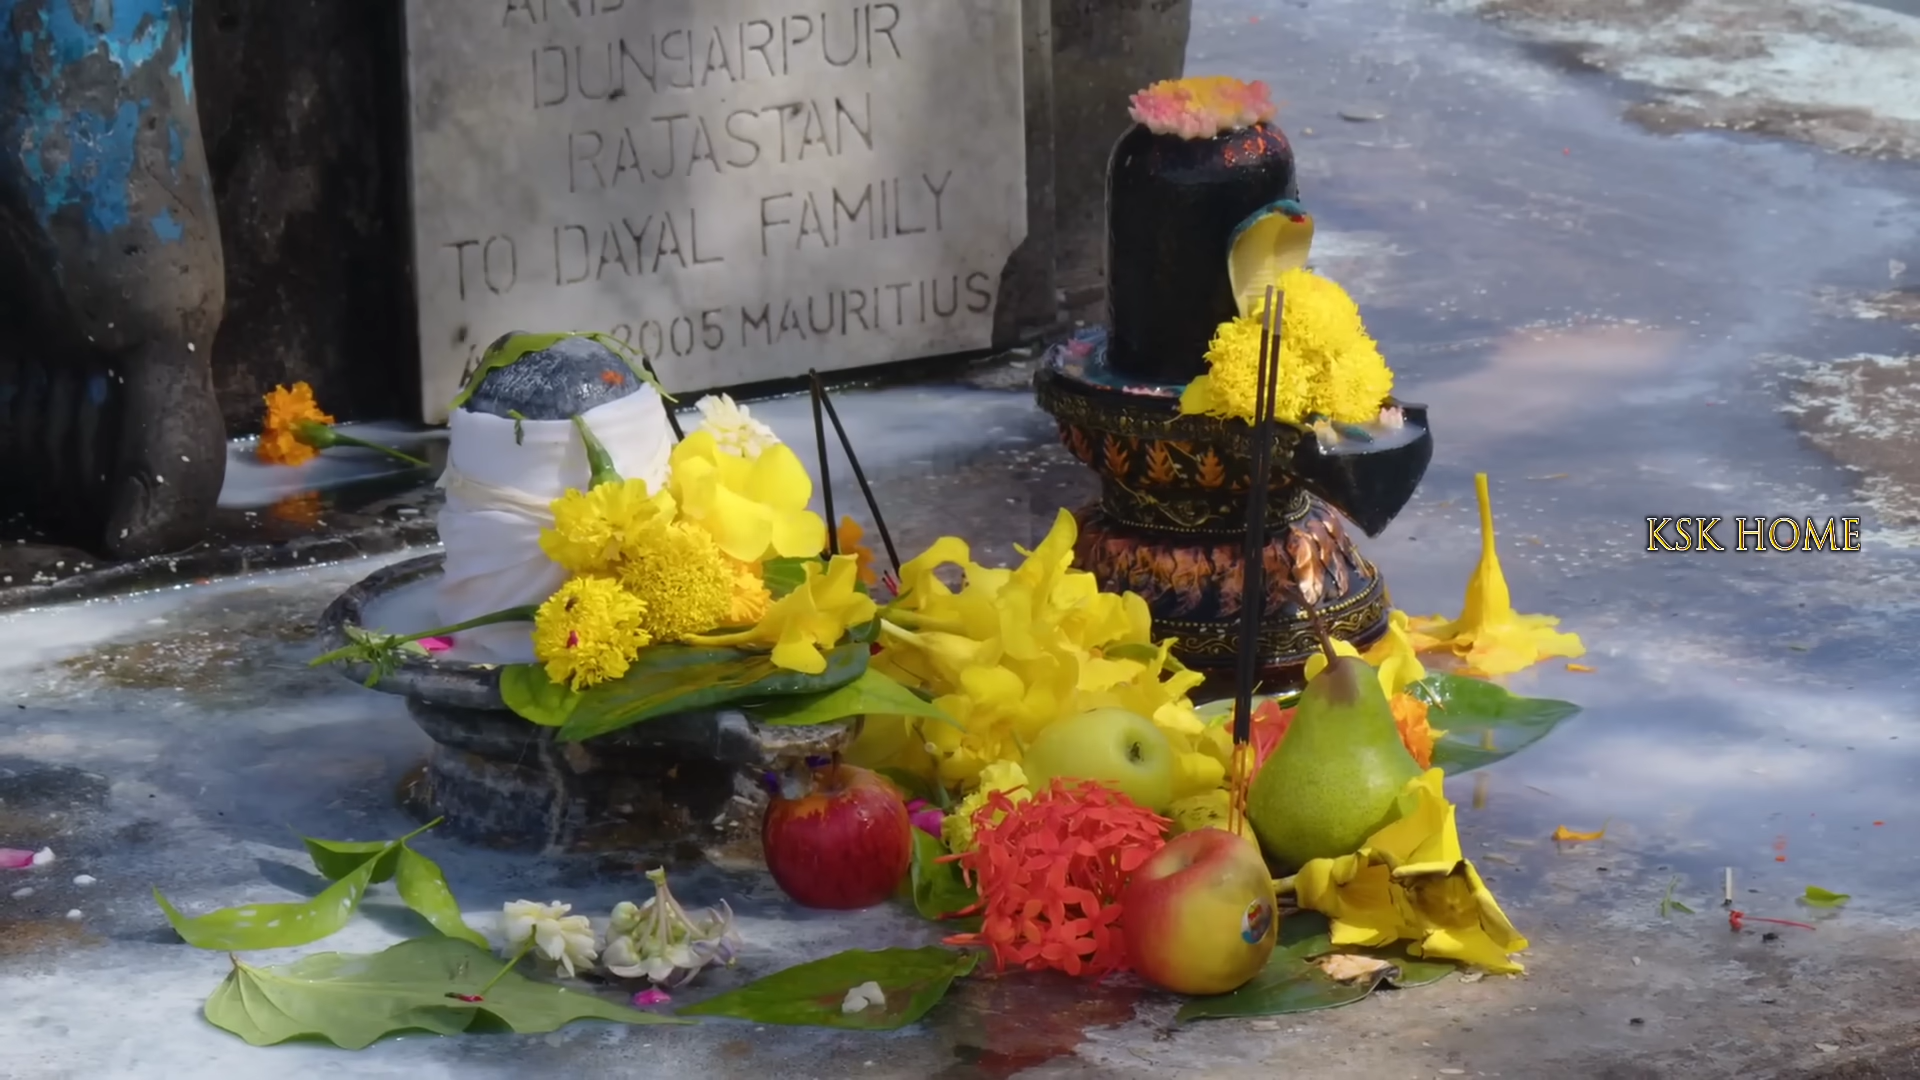 DUNGARPUR
RAJASTAN
TO DAYAL FAMILY
2005 MAURITIUS
KSK HOME